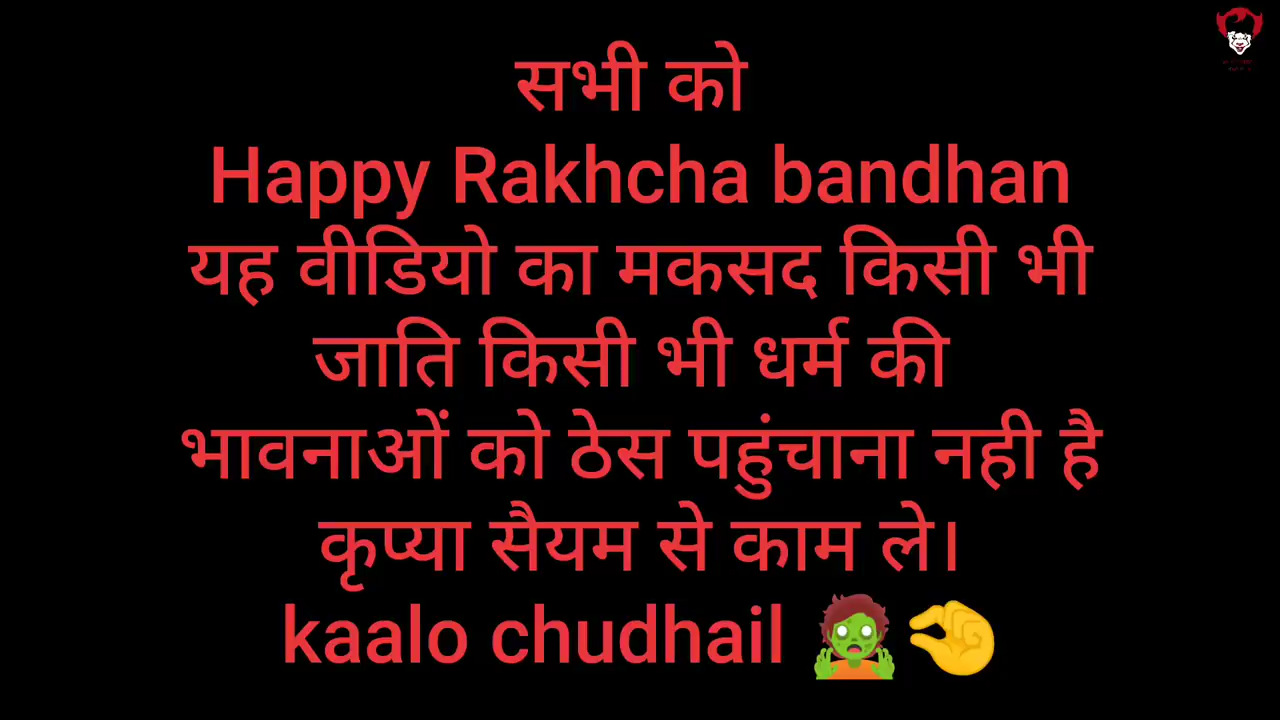 सभी को
Happy Rakhcha bandhan
यह वीडियो का मकसद किसी भी
जाति किसी भी धर्म की
भावनाओं को ठेस पहुंचाना नही है
कृप्या सैयम से काम ले।
kaalo chudhail 🧟🤏